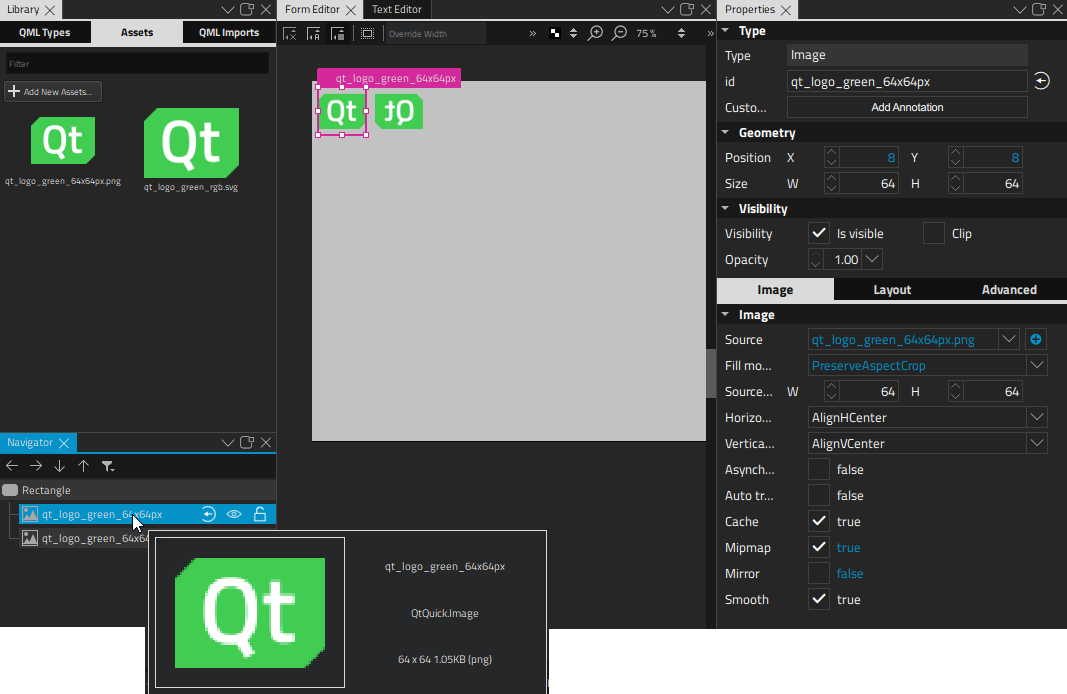 Library
QML Types
Assets
QML Imports
Filter
Add New Assets...
qt_logo_green_64x64px.png
qt_logo_green_rgb.svg
Qt
Qt
Navigator
Rectangle
qt_logo_green_64x64px
qt_logo_green_64
Form Editor
Text Editor
Override Width
»
75 %
»
qt_logo_green_64x64px
Qt
Qt
Qt
qt_logo_green_64x64px
QtQuick.Image
64 x 64 1.05KB (png)
Properties
Type
Type Image
id qt_logo_green_64x64px
Custo... Add Annotation
Geometry
Position X 8 Y 8
Size W 64 H 64
Visibility
Visibility Is visible Clip
Opacity 1.00
Image Layout Advanced
Image
Source qt_logo_green_64x64px.png
Fill mo... PreserveAspectCrop
Source... W 64 H 64
Horizo... AlignHCenter
Vertica... AlignVCenter
Asynch... false
Auto tr... false
Cache true
Mipmap true
Mirror false
Smooth true